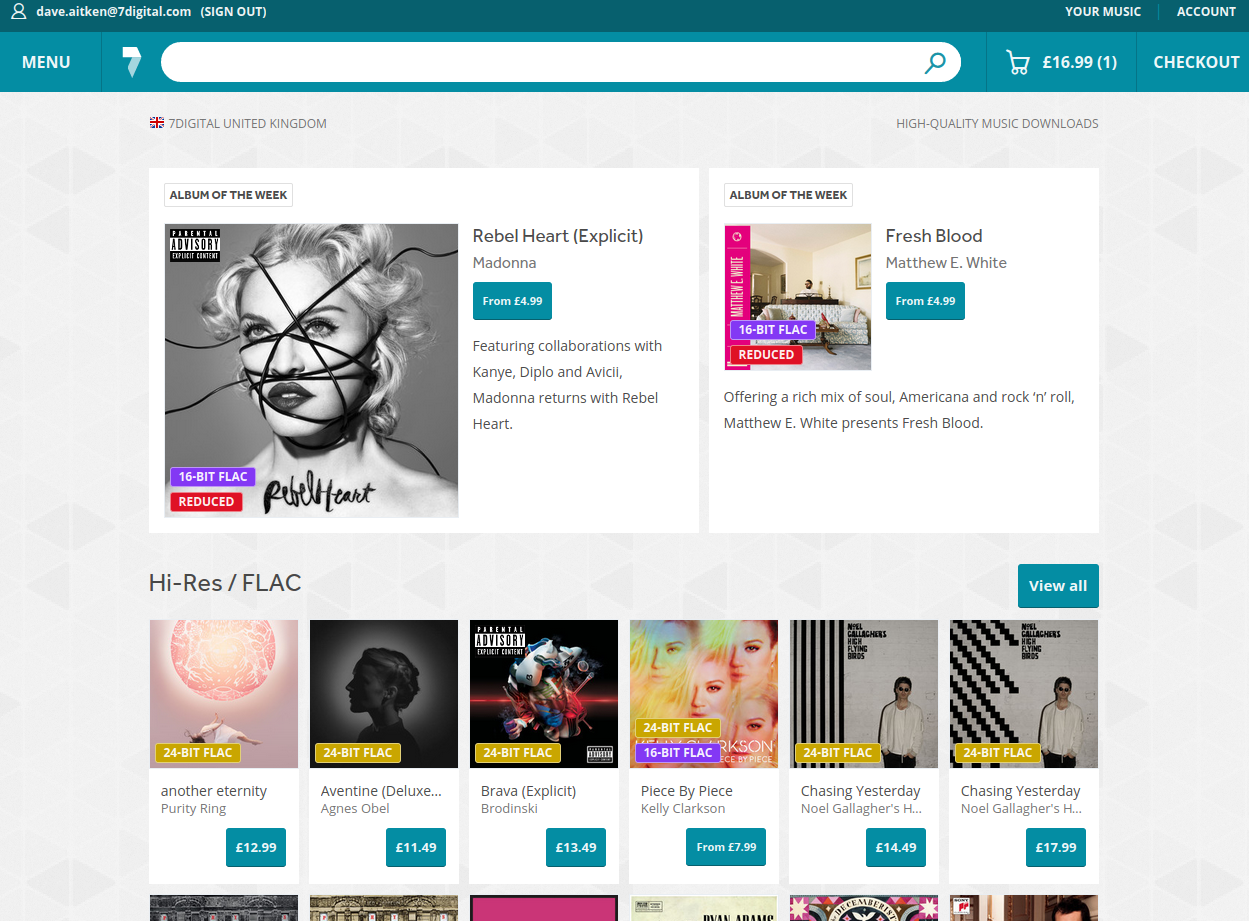 dave.aitken@7digital.com (SIGN OUT)
YOUR MUSIC
ACCOUNT
MENU
7
£16.99 (1)
CHECKOUT
7DIGITAL UNITED KINGDOM
HIGH-QUALITY MUSIC DOWNLOADS
ALBUM OF THE WEEK
PARENTAL
ADVISORY
EXPLICIT CONTENT
16-BIT FLAC
REDUCED
Rebel Heart
Rebel Heart (Explicit)
Madonna
From £4.99
Featuring collaborations with
Kanye, Diplo and Avicii,
Madonna returns with Rebel
Heart.
ALBUM OF THE WEEK
MATTHEW E. WHITE
16-BIT FLAC
REDUCED
Fresh Blood
Matthew E. White
From £4.99
Offering a rich mix of soul, Americana and rock ‘n’ roll,
Matthew E. White presents Fresh Blood.
Hi-Res / FLAC
View all
24-BIT FLAC
another eternity
Purity Ring
£12.99
24-BIT FLAC
Aventine (Deluxe...
Agnes Obel
£11.49
PARENTAL
ADVISORY
EXPLICIT CONTENT
24-BIT FLAC
Brava (Explicit)
Brodinski
£13.49
24-BIT FLAC
16-BIT FLAC
CLARKSON
PIECE BY PIECE
Piece By Piece
Kelly Clarkson
From £7.99
NOEL
GALLAGHER'S
HIGH
FLYING
BIRDS
24-BIT FLAC
Chasing Yesterday
Noel Gallagher's H...
£14.49
NOEL
GALLAGHER'S
HIGH
FLYING
BIRDS
24-BIT FLAC
Chasing Yesterday
Noel Gallagher's H...
£17.99
RYAN ADAMS
DECEMBERISTS
SONY